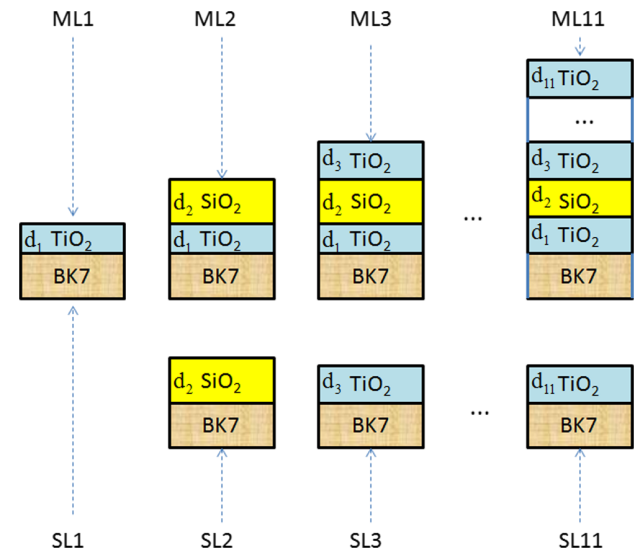 ML1 ML2 ML3 ML11
d₁₁ TiO₂
...
d₃ TiO₂ d₃ TiO₂
d₂ SiO₂ d₂ SiO₂ ... d₂ SiO₂
d₁ TiO₂ d₁ TiO₂ d₁ TiO₂ d₁ TiO₂
BK7 BK7 BK7 BK7
d₂ SiO₂ d₃ TiO₂ d₁₁ TiO₂
...
BK7 BK7 BK7
SL1 SL2 SL3 SL11